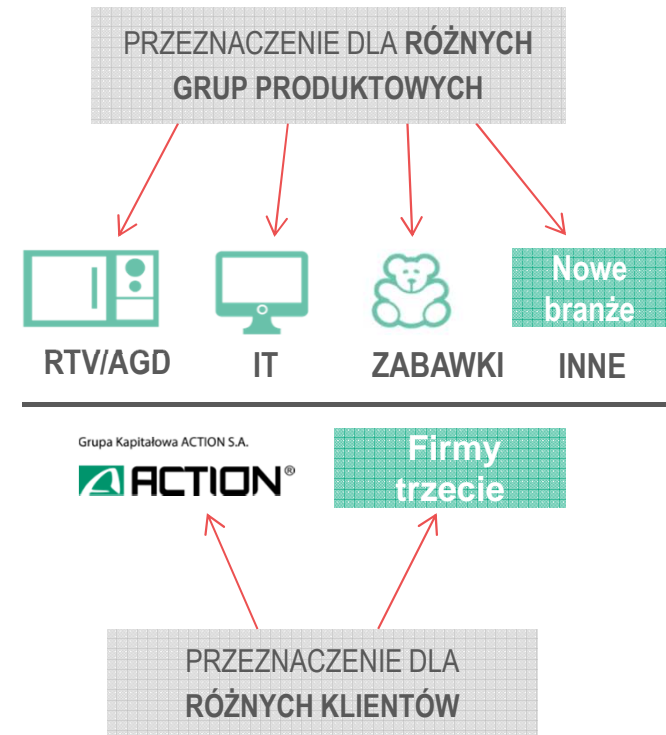 PRZEZNACZENIE DLA RÓŻNYCH
GRUP PRODUKTOWYCH
Nowe
branże
RTV/AGD
IT
ZABAWKI
INNE
Grupa Kapitałowa ACTION S.A.
ACTION®
Firmy
trzecie
PRZEZNACZENIE DLA
RÓŻNYCH KLIENTÓW